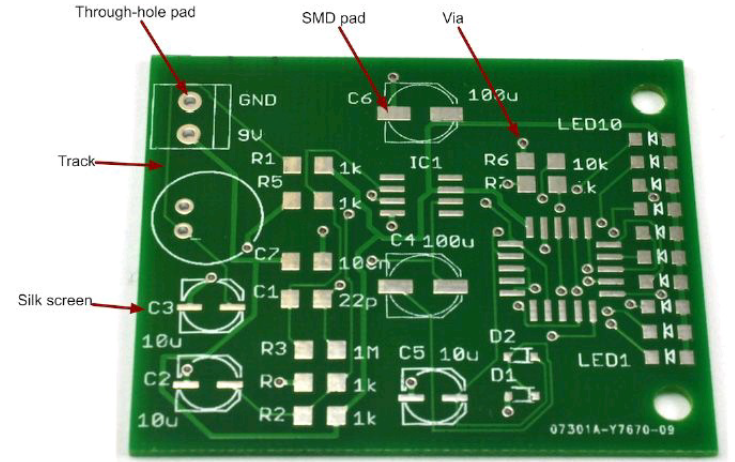 Through-hole pad
SMD pad
Via
GND
C6
100u
LED10
9V
Track
R1
1k
IC1
R6
10k
R5
1k
C4
100u
C7
C1
22p
Silk screen
C3
10u
R3
1M
C5
10u
D2
LED1
C2
1k
D1
10u
R2
1k
07301A-Y7670-09